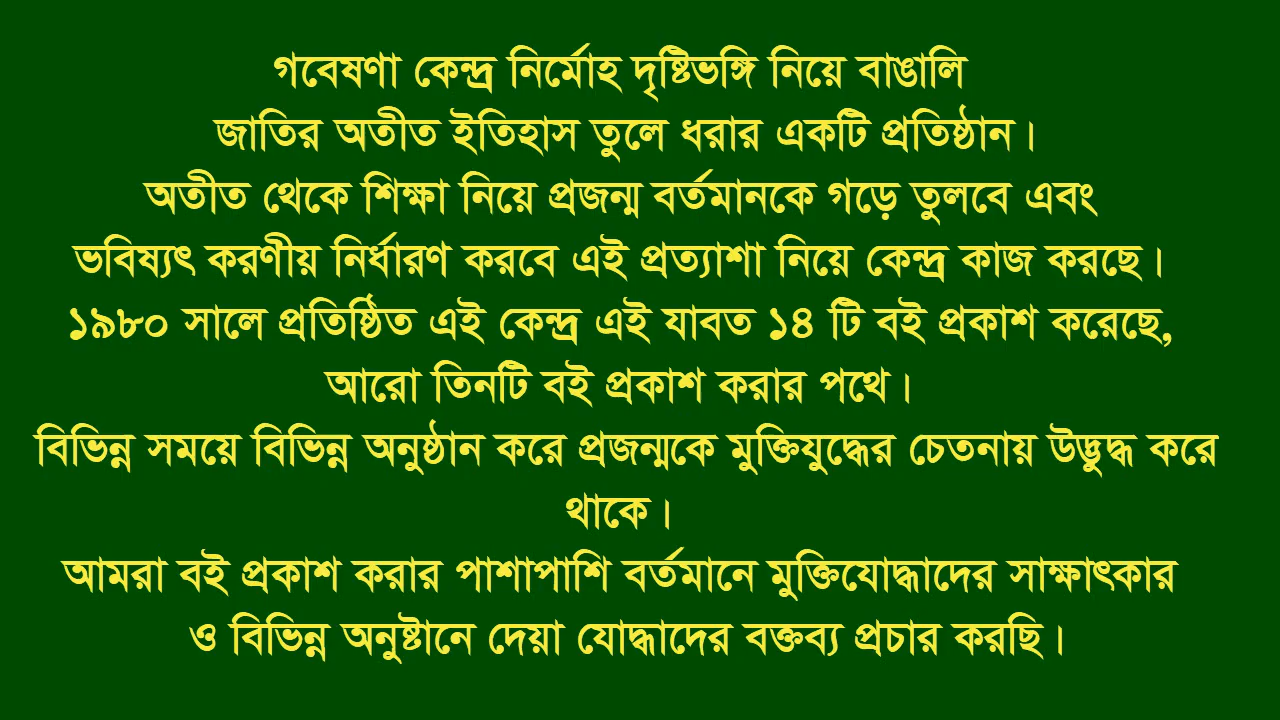 গবেষণা কেন্দ্র নির্মোহ দৃষ্টিভঙ্গি নিয়ে বাঙালি
জাতির অতীত ইতিহাস তুলে ধরার একটি প্রতিষ্ঠান।
অতীত থেকে শিক্ষা নিয়ে প্রজন্ম বর্তমানকে গড়ে তুলবে এবং
ভবিষ্যৎ করণীয় নির্ধারণ করবে এই প্রত্যাশা নিয়ে কেন্দ্র কাজ করছে।
১৯৮০ সালে প্রতিষ্ঠিত এই কেন্দ্র এই যাবত ১৪ টি বই প্রকাশ করেছে,
আরো তিনটি বই প্রকাশ করার পথে।
বিভিন্ন সময়ে বিভিন্ন অনুষ্ঠান করে প্রজন্মকে মুক্তিযুদ্ধের চেতনায় উদ্ভুদ্ধ করে
থাকে।
আমরা বই প্রকাশ করার পাশাপাশি বর্তমানে মুক্তিযোদ্ধাদের সাক্ষাৎকার
ও বিভিন্ন অনুষ্টানে দেয়া যোদ্ধাদের বক্তব্য প্রচার করছি।